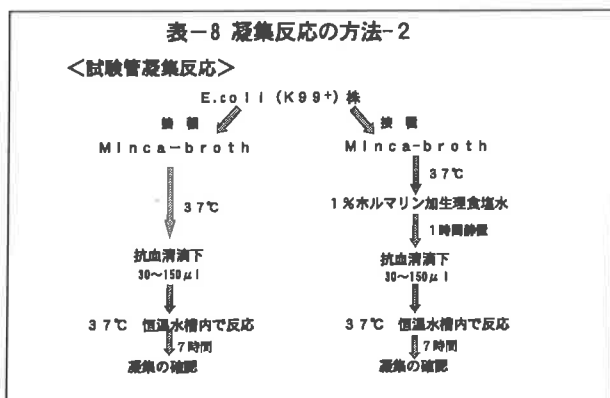 表－8 凝集反応の方法－2
＜試験管凝集反応＞
E.coli (K99⁺) 株
接種
接種
Minca-broth
Minca-broth
37℃
37℃
1％ホルマリン加生理食塩水
1時間静置
抗血清滴下
30～150μl
抗血清滴下
30～150μl
37℃ 恒温水槽内で反応
37℃ 恒温水槽内で反応
7時間
7時間
凝集の確認
凝集の確認